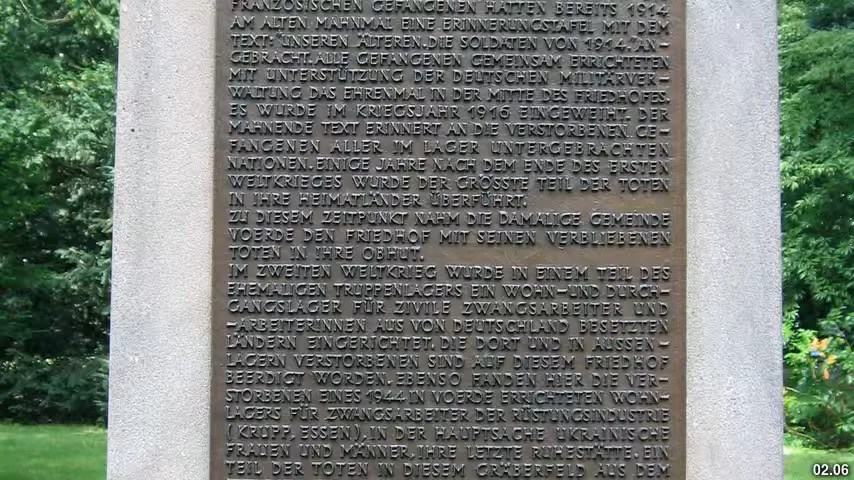 FRANZÖSISCHEN GEFANGENEN HATTEN BEREITS 1914
AM ALTEN MAHNMAL EINE ERINNERUNGSTAFEL MIT DEM
TEXT: "UNSEREN ÄLTEREN. DIE SOLDATEN VON 1914." AN-
GEBRACHT. ALLE GEFANGENEN GEMEINSAM ERRICHTETEN
MIT UNTERSTÜTZUNG DER DEUTSCHEN MILITÄRVER-
WALTUNG DAS EHRENMAL IN DER MITTE DES FRIEDHOFES.
ES WURDE IM KRIEGSJAHR 1916 EINGEWEIHT. DER
MAHNENDE TEXT ERINNERT AN DIE VERSTORBENEN GE-
FANGENEN ALLER IM LAGER UNTERGEBRACHTEN
NATIONEN. EINIGE JAHRE NACH DEM ENDE DES ERSTEN
WELTKRIEGES WURDE DER GRÖSSTE TEIL DER TOTEN
IN IHRE HEIMATLÄNDER ÜBERFÜHRT.
ZU DIESEM ZEITPUNKT NAHM DIE DAMALIGE GEMEINDE
VOERDE DEN FRIEDHOF MIT SEINEN VERBLIEBENEN
TOTEN IN IHRE OBHUT.
IM ZWEITEN WELTKRIEG WURDE IN EINEM TEIL DES
EHEMALIGEN TRUPPENLAGERS EIN WOHN- UND DURCH-
GANGSLAGER FÜR ZIVILE ZWANGSARBEITER UND
-ARBEITERINNEN AUS VON DEUTSCHLAND BESETZTEN
LÄNDERN EINGERICHTET. DIE DORT UND IN AUSSEN-
LAGERN VERSTORBENEN SIND AUF DIESEM FRIEDHOF
BEERDIGT WORDEN. EBENSO FANDEN HIER DIE VER-
STORBENEN EINES 1944 IN VOERDE ERRICHTETEN WOHN-
LAGERS FÜR ZWANGSARBEITER DER RÜSTUNGSINDUSTRIE
(KRUPP, ESSEN), IN DER HAUPTSACHE UKRAINISCHE
FRAUEN UND MÄNNER, IHRE LETZTE RUHESTÄTTE. EIN
TEIL DER TOTEN IN DIESEM GRÄBERFELD AUS DEM
02.06